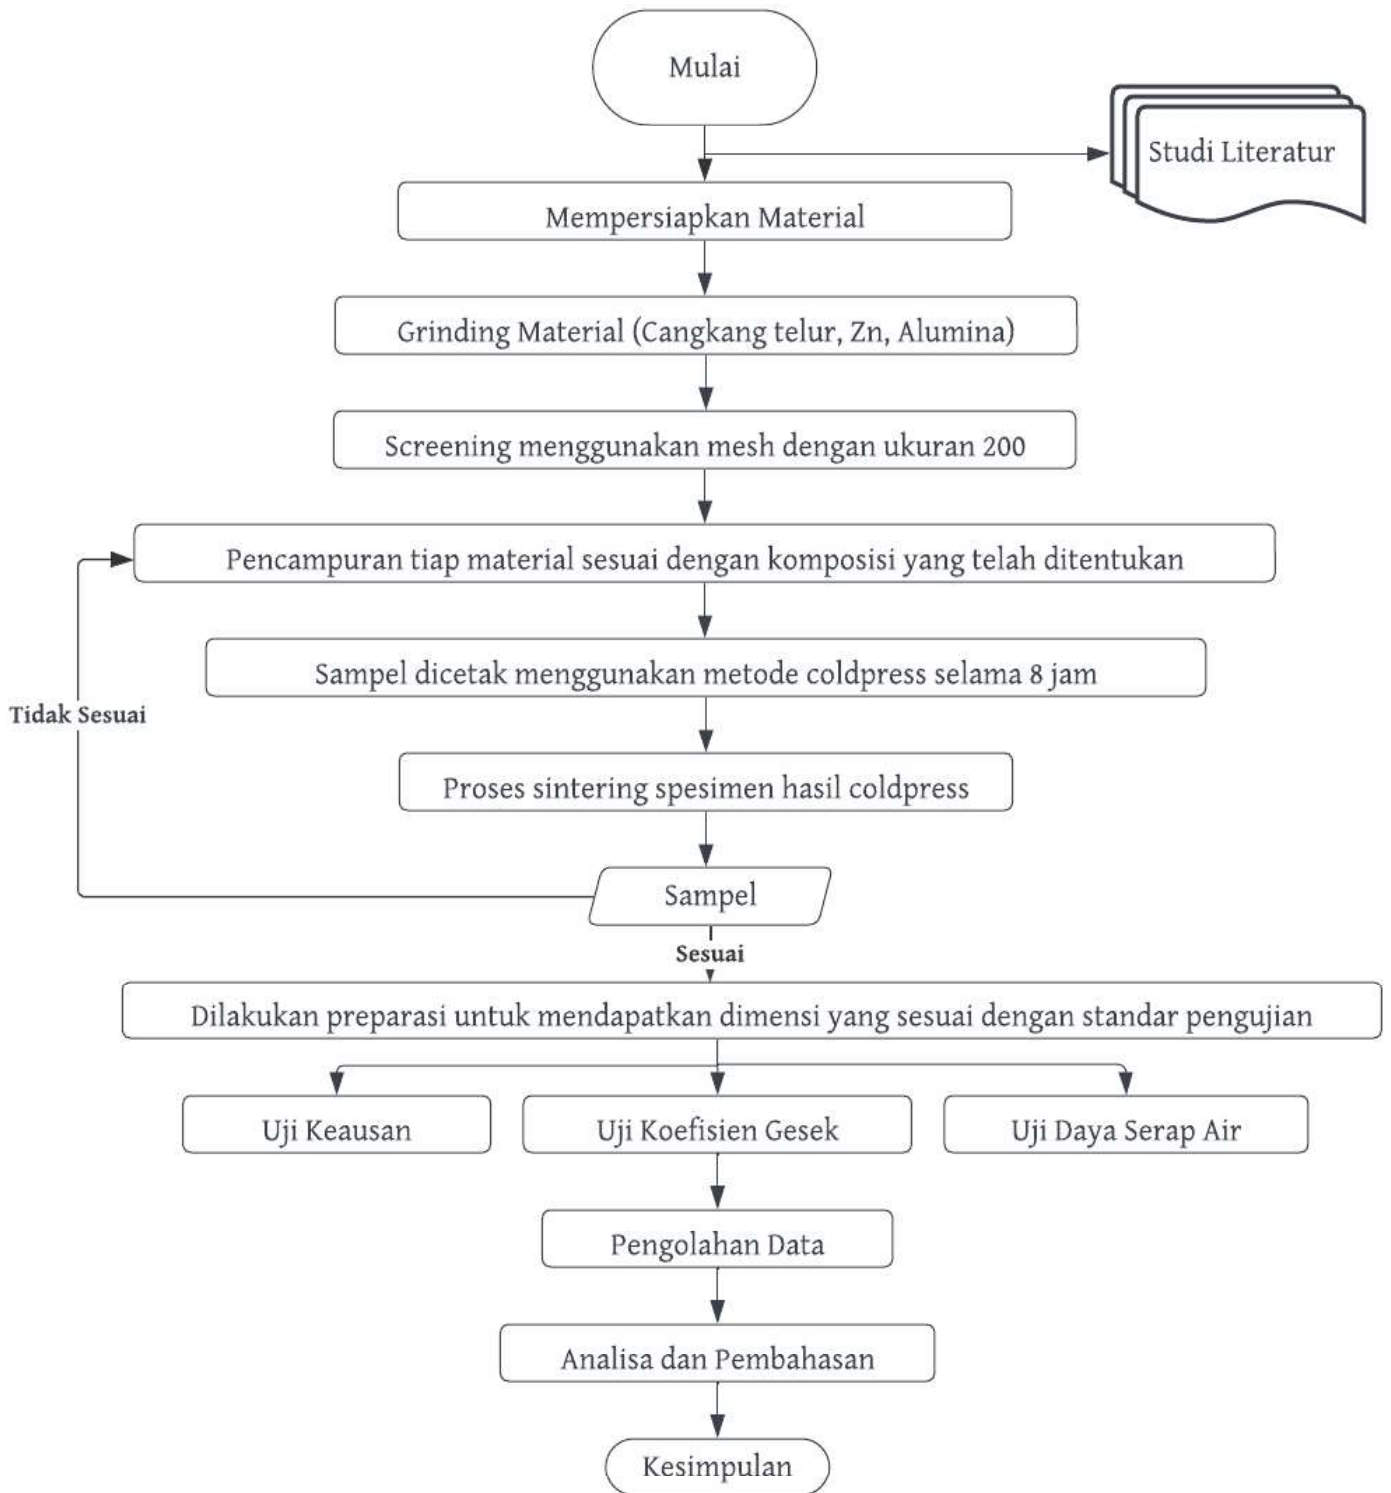 Mulai
Studi Literatur
Mempersiapkan Material
Grinding Material (Cangkang telur, Zn, Alumina)
Screening menggunakan mesh dengan ukuran 200
Pencampuran tiap material sesuai dengan komposisi yang telah ditentukan
Sampel dicetak menggunakan metode coldpress selama 8 jam
Tidak Sesuai
Proses sintering spesimen hasil coldpress
Sampel
Sesuai
Dilakukan preparasi untuk mendapatkan dimensi yang sesuai dengan standar pengujian
Uji Keausan
Uji Koefisien Gesek
Uji Daya Serap Air
Pengolahan Data
Analisa dan Pembahasan
Kesimpulan